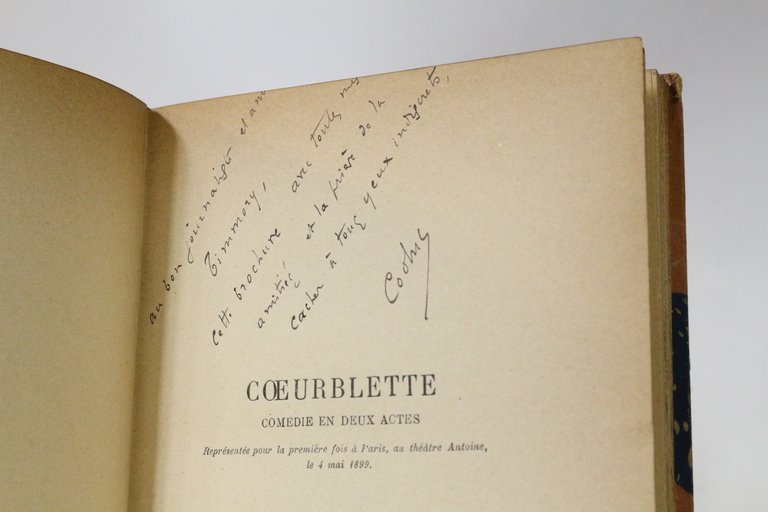 au bon journaliste et ami
Timmory,
cette brochure avec toutes mes
amitiés et la prière de la
cacher à tous yeux indiscrets,
Coolus
CŒURBLETTE
COMÉDIE EN DEUX ACTES
Représentée pour la première fois à Paris, au théâtre Antoine,
le 4 mai 1899.